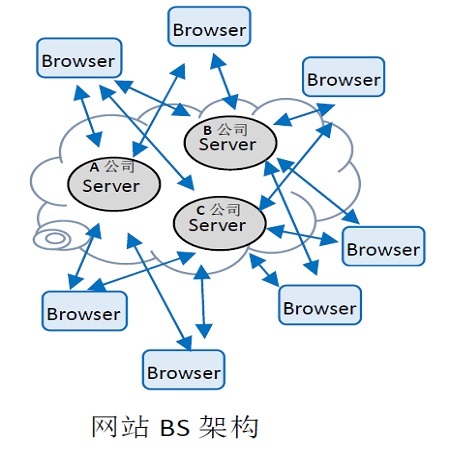 Browser
Browser
Browser
B 公司
Server
A 公司
Server
C 公司
Server
Browser
Browser
Browser
Browser
网站 BS 架构